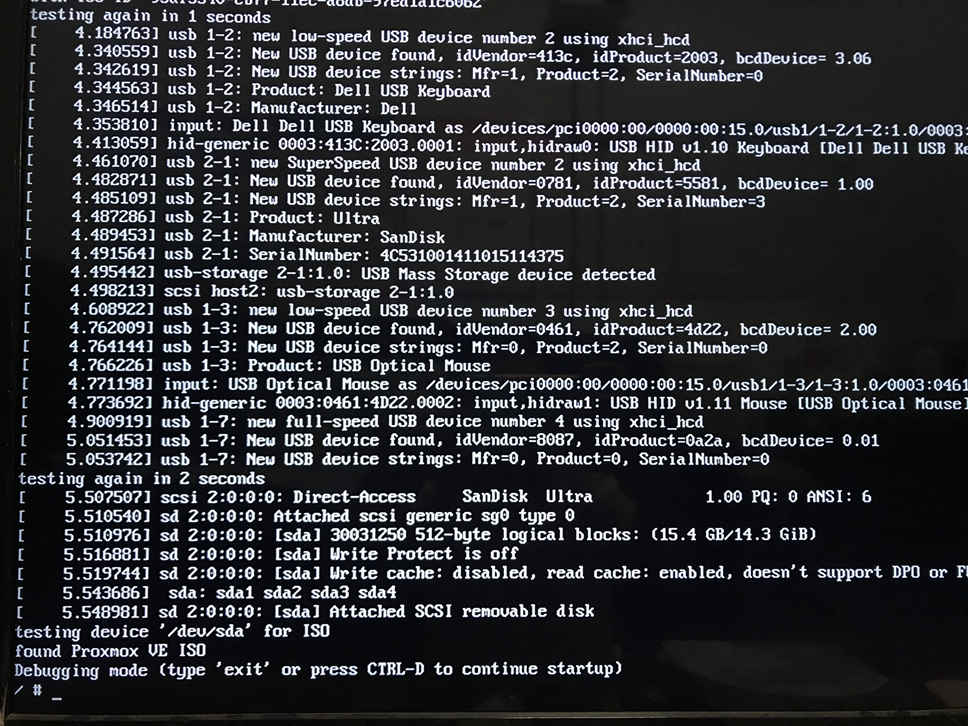 testing again in 1 seconds
[    4.184763] usb 1-2: new low-speed USB device number 2 using xhci_hcd
[    4.340559] usb 1-2: New USB device found, idVendor=413c, idProduct=2003, bcdDevice= 3.06
[    4.342619] usb 1-2: New USB device strings: Mfr=1, Product=2, SerialNumber=0
[    4.344563] usb 1-2: Product: Dell USB Keyboard
[    4.346514] usb 1-2: Manufacturer: Dell
[    4.353810] input: Dell Dell USB Keyboard as /devices/pci0000:00/0000:00:15.0/usb1/1-2/1-2:1.0/0003:
[    4.413059] hid-generic 0003:413C:2003.0001: input,hidraw0: USB HID v1.10 Keyboard [Dell Dell USB Ke
[    4.461070] usb 2-1: new SuperSpeed USB device number 2 using xhci_hcd
[    4.482871] usb 2-1: New USB device found, idVendor=0781, idProduct=5581, bcdDevice= 1.00
[    4.485109] usb 2-1: New USB device strings: Mfr=1, Product=2, SerialNumber=3
[    4.487286] usb 2-1: Product: Ultra
[    4.489453] usb 2-1: Manufacturer: SanDisk
[    4.491564] usb 2-1: SerialNumber: 4C531001411015114375
[    4.495442] usb-storage 2-1:1.0: USB Mass Storage device detected
[    4.498213] scsi host2: usb-storage 2-1:1.0
[    4.608922] usb 1-3: new low-speed USB device number 3 using xhci_hcd
[    4.762009] usb 1-3: New USB device found, idVendor=0461, idProduct=4d22, bcdDevice= 2.00
[    4.764144] usb 1-3: New USB device strings: Mfr=0, Product=2, SerialNumber=0
[    4.766226] usb 1-3: Product: USB Optical Mouse
[    4.771198] input: USB Optical Mouse as /devices/pci0000:00/0000:00:15.0/usb1/1-3/1-3:1.0/0003:0461
[    4.773692] hid-generic 0003:0461:4D22.0002: input,hidraw1: USB HID v1.11 Mouse [USB Optical Mouse]
[    4.900919] usb 1-7: new full-speed USB device number 4 using xhci_hcd
[    5.051453] usb 1-7: New USB device found, idVendor=8087, idProduct=0a2a, bcdDevice= 0.01
[    5.053742] usb 1-7: New USB device strings: Mfr=0, Product=0, SerialNumber=0
testing again in 2 seconds
[    5.507507] scsi 2:0:0:0: Direct-Access     SanDisk  Ultra            1.00 PQ: 0 ANSI: 6
[    5.510540] sd 2:0:0:0: Attached scsi generic sg0 type 0
[    5.510976] sd 2:0:0:0: [sda] 30031250 512-byte logical blocks: (15.4 GB/14.3 GiB)
[    5.516881] sd 2:0:0:0: [sda] Write Protect is off
[    5.519744] sd 2:0:0:0: [sda] Write cache: disabled, read cache: enabled, doesn't support DPO or FU
[    5.543686]  sda: sda1 sda2 sda3 sda4
[    5.548981] sd 2:0:0:0: [sda] Attached SCSI removable disk
testing device '/dev/sda' for ISO
found Proxmox VE ISO
Debugging mode (type 'exit' or press CTRL-D to continue startup)
/ # _